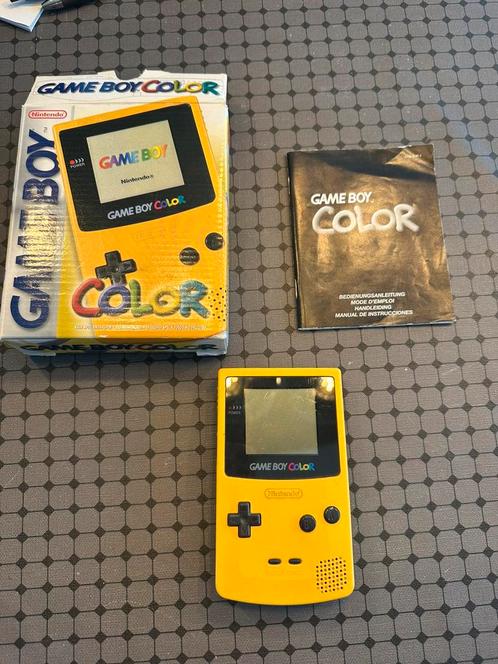 GAME BOY COLOR
Nintendo
GAME BOY
POWER
GAME BOY
Nintendo
GAME BOY COLOR
COLOR
GAME BOY
COLOR
BEDIENUNGSANLEITUNG
MODE D'EMPLOI
HANDLEIDING
MANUAL DE INSTRUCCIONES
POWER
GAME BOY COLOR
Nintendo